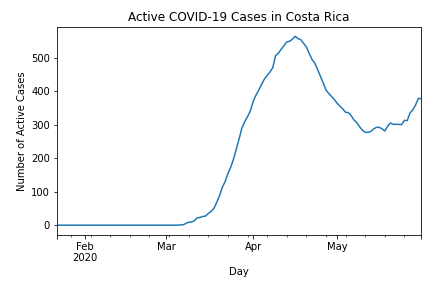 Active COVID-19 Cases in Costa Rica
Number of Active Cases
500
400
300
200
100
0
Feb
2020
Mar
Apr
May
Day